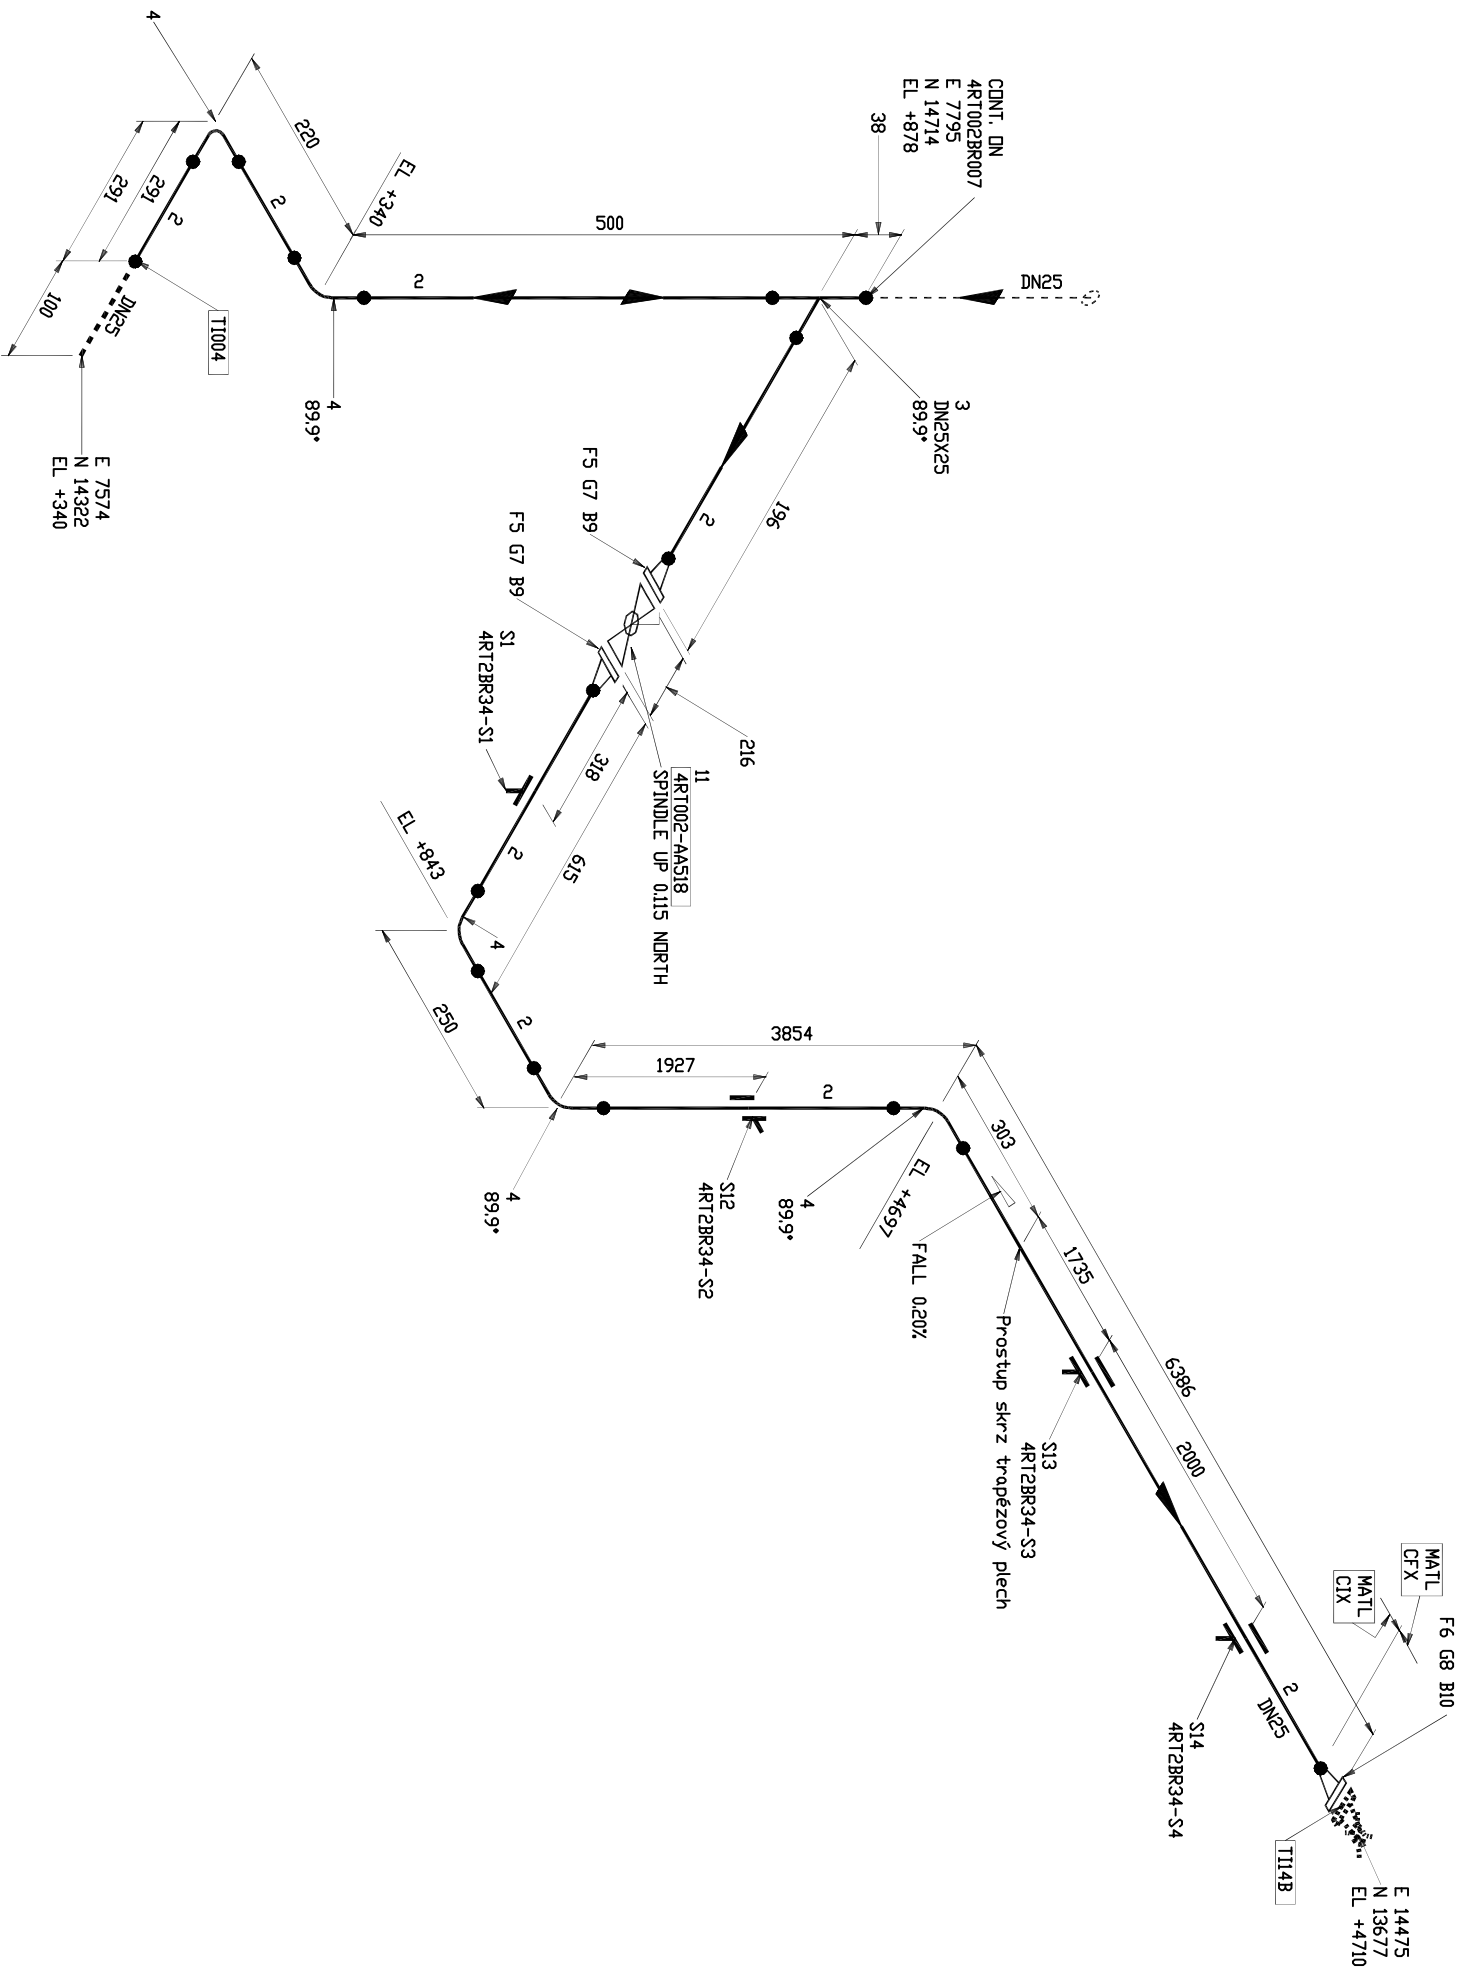 CONT. ON
4RT002BR007
E 7795
N 14714
EL +878
38
DN25
4
220
EL +340
500
2
2
2
291
291
100
DN25
TI004
4
89.9°
E 7574
N 14322
EL +340
3
DN25X25
89.9°
196
2
F5 G7 B9
F5 G7 B9
216
11
4RT002-AA518
SPINDLE UP 0.115 NORTH
318
615
S1
4RT2BR34-S1
2
EL +843
4
2
250
4
89.9°
3854
1927
2
S12
4RT2BR34-S2
4
89.9°
EL +4697
FALL 0.20%
303
1735
2000
6386
Prostup skrz trapézový plech
S13
4RT2BR34-S3
S14
4RT2BR34-S4
2
DN25
MATL
CFX
MATL
CIX
F6 G8 B10
TI14B
E 14475
N 13677
EL +4710